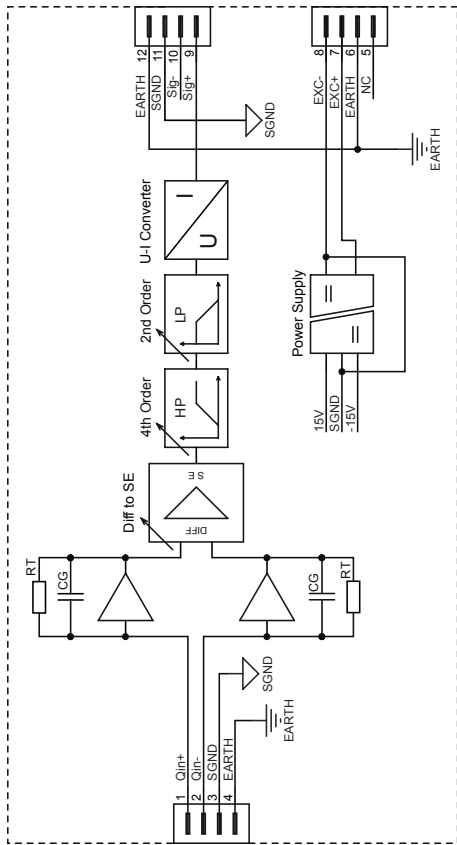 1 Qin+
2 Qin-
3 SGND
4 EARTH
SGND
EARTH
RT
CG
CG
RT
Diff to SE
DIFF
S E
4th Order
HP
2nd Order
LP
U-I Converter
U
I
12 EARTH
11 SGND
10 Sig-
9 Sig+
SGND
8 EXC-
7 EXC+
6 EARTH
5 NC
EARTH
Power Supply
15V
SGND
-15V